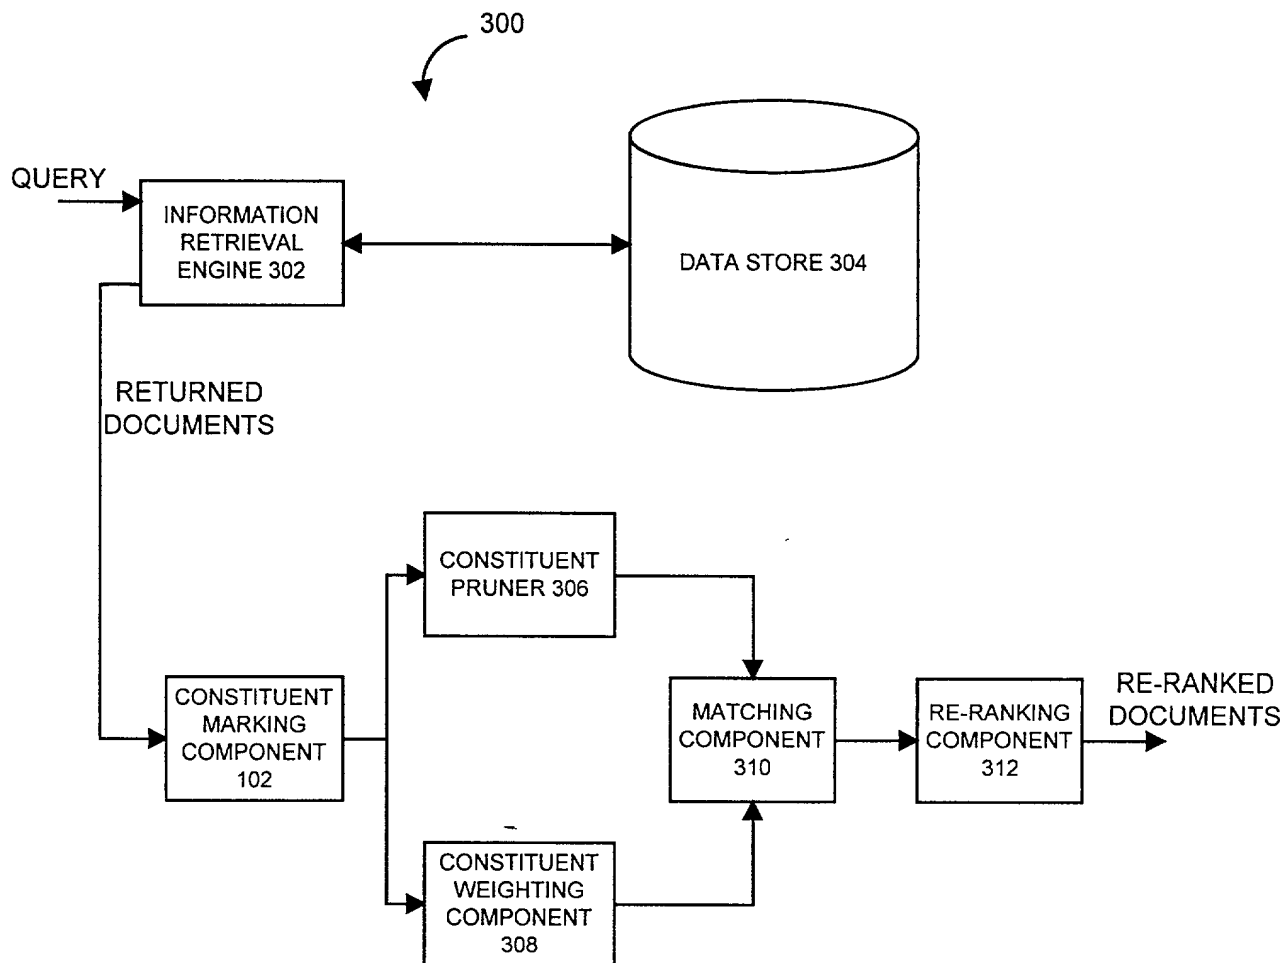 300
QUERY
INFORMATION
RETRIEVAL
ENGINE 302
DATA STORE 304
RETURNED
DOCUMENTS
CONSTITUENT
PRUNER 306
CONSTITUENT
MARKING
COMPONENT
102
MATCHING
COMPONENT
310
RE-RANKING
COMPONENT
312
RE-RANKED
DOCUMENTS
CONSTITUENT
WEIGHTING
COMPONENT
308